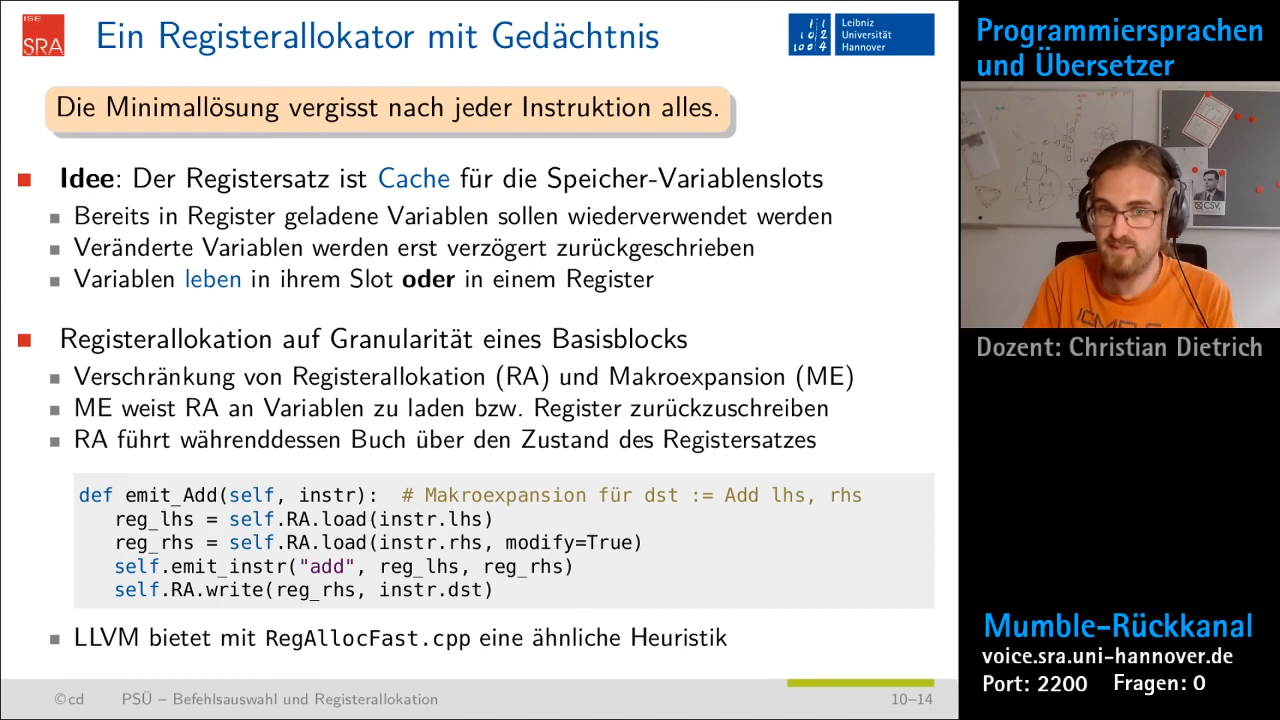 ISE
SRA
Ein Registerallokator mit Gedächtnis
Leibniz
Universität
Hannover
Die Minimallösung vergisst nach jeder Instruktion alles.
Idee: Der Registersatz ist Cache für die Speicher-Variablenslots
Bereits in Register geladene Variablen sollen wiederverwendet werden
Veränderte Variablen werden erst verzögert zurückgeschrieben
Variablen leben in ihrem Slot oder in einem Register
Registerallokation auf Granularität eines Basisblocks
Verschränkung von Registerallokation (RA) und Makroexpansion (ME)
ME weist RA an Variablen zu laden bzw. Register zurückzuschreiben
RA führt währenddessen Buch über den Zustand des Registersatzes
def emit_Add(self, instr):  # Makroexpansion für dst := Add lhs, rhs
   reg_lhs = self.RA.load(instr.lhs)
   reg_rhs = self.RA.load(instr.rhs, modify=True)
   self.emit_instr("add", reg_lhs, reg_rhs)
   self.RA.write(reg_rhs, instr.dst)
LLVM bietet mit RegAllocFast.cpp eine ähnliche Heuristik
©cd PSÜ – Befehlsauswahl und Registerallokation 10–14
Programmiersprachen
und Übersetzer
CSV
Dozent: Christian Dietrich
Mumble-Rückkanal
voice.sra.uni-hannover.de
Port: 2200 Fragen: 0